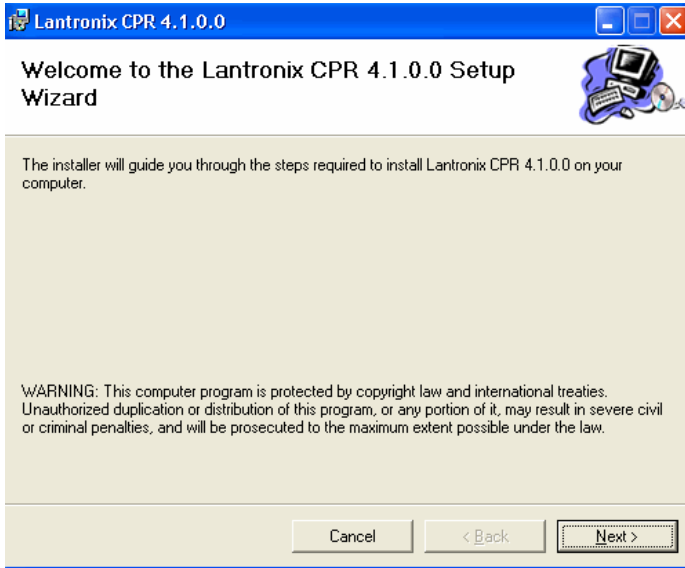 Lantronix CPR 4.1.0.0
Welcome to the Lantronix CPR 4.1.0.0 Setup
Wizard
The installer will guide you through the steps required to install Lantronix CPR 4.1.0.0 on your
computer.
WARNING: This computer program is protected by copyright law and international treaties.
Unauthorized duplication or distribution of this program, or any portion of it, may result in severe civil
or criminal penalties, and will be prosecuted to the maximum extent possible under the law.
Cancel < Back Next >